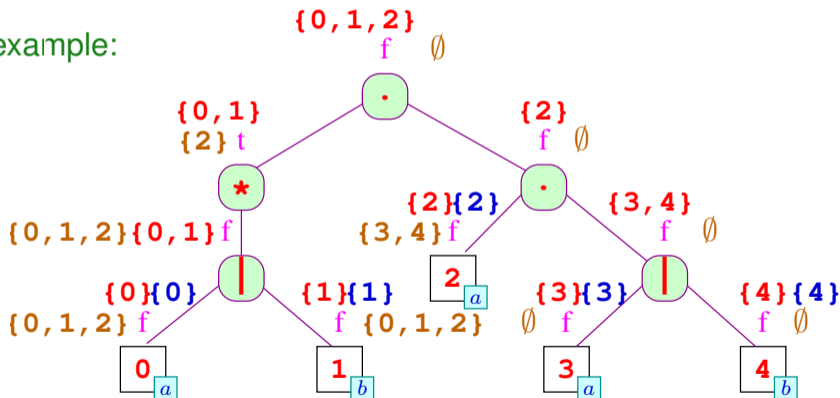 {0,1,2}
example: f ∅
.
{0,1} {2}
{2} t f ∅
* .
{2}{2} {3,4}
{0,1,2}{0,1} f {3,4} f f ∅
| 2 a |
{0}{0} {1}{1} {3}{3} {4}{4}
{0,1,2} f f {0,1,2} ∅ f f ∅
0 a 1 b 3 a 4 b